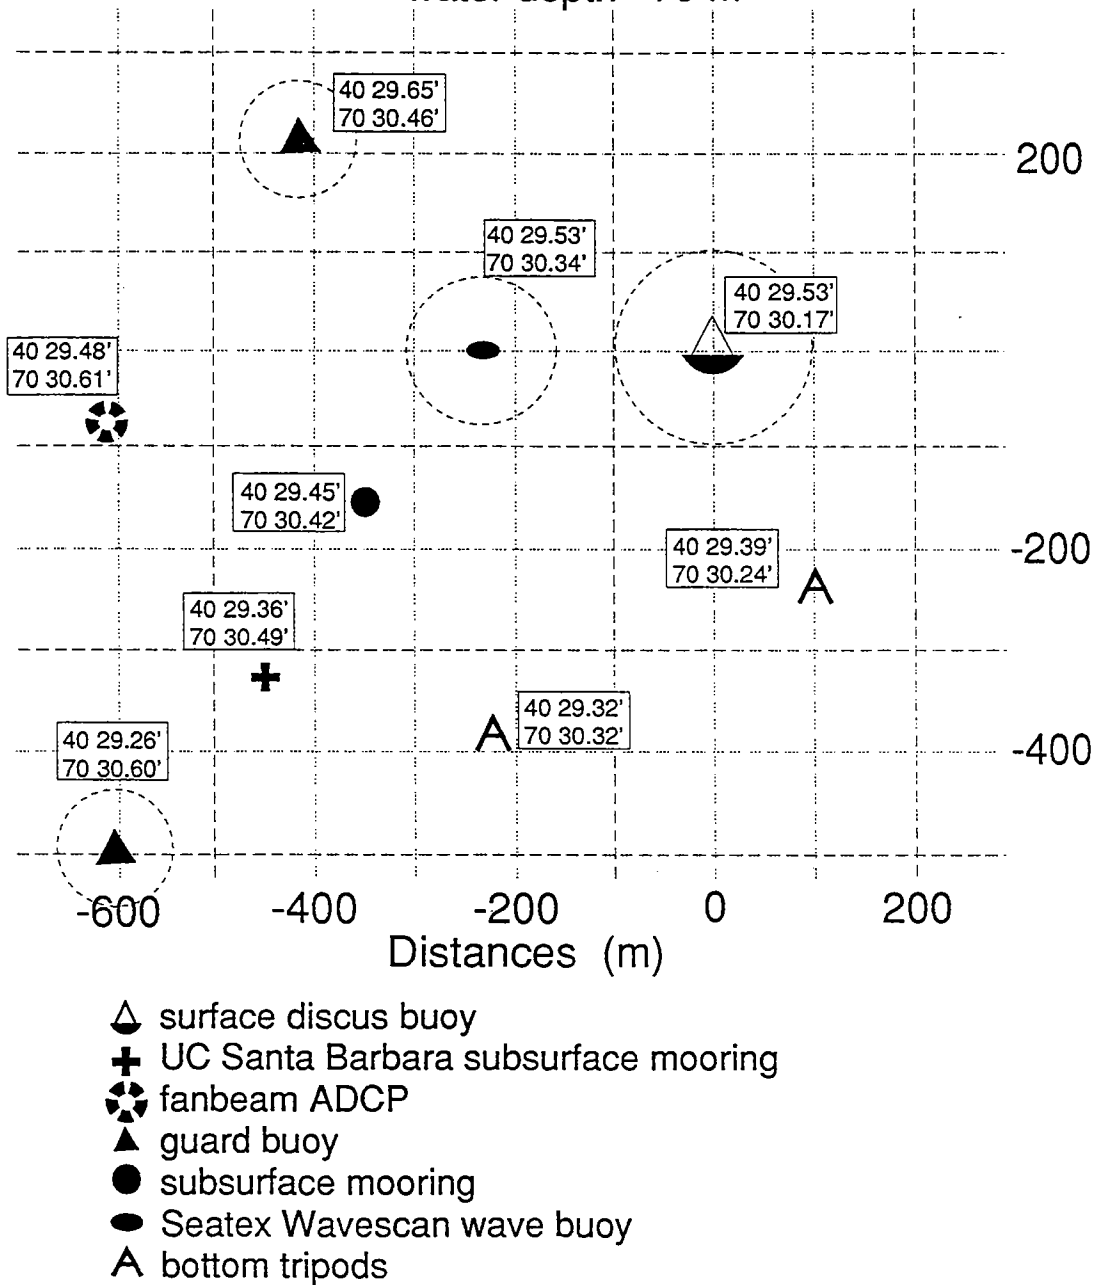 40 29.65'
70 30.46'
200
40 29.53'
70 30.34'
40 29.53'
70 30.17'
40 29.48'
70 30.61'
40 29.45'
70 30.42'
40 29.39'
70 30.24'
-200
40 29.36'
70 30.49'
40 29.32'
70 30.32'
40 29.26'
70 30.60'
-400
-600 -400 -200 0 200
Distances (m)
surface discus buoy
UC Santa Barbara subsurface mooring
fanbeam ADCP
guard buoy
subsurface mooring
Seatex Wavescan wave buoy
bottom tripods